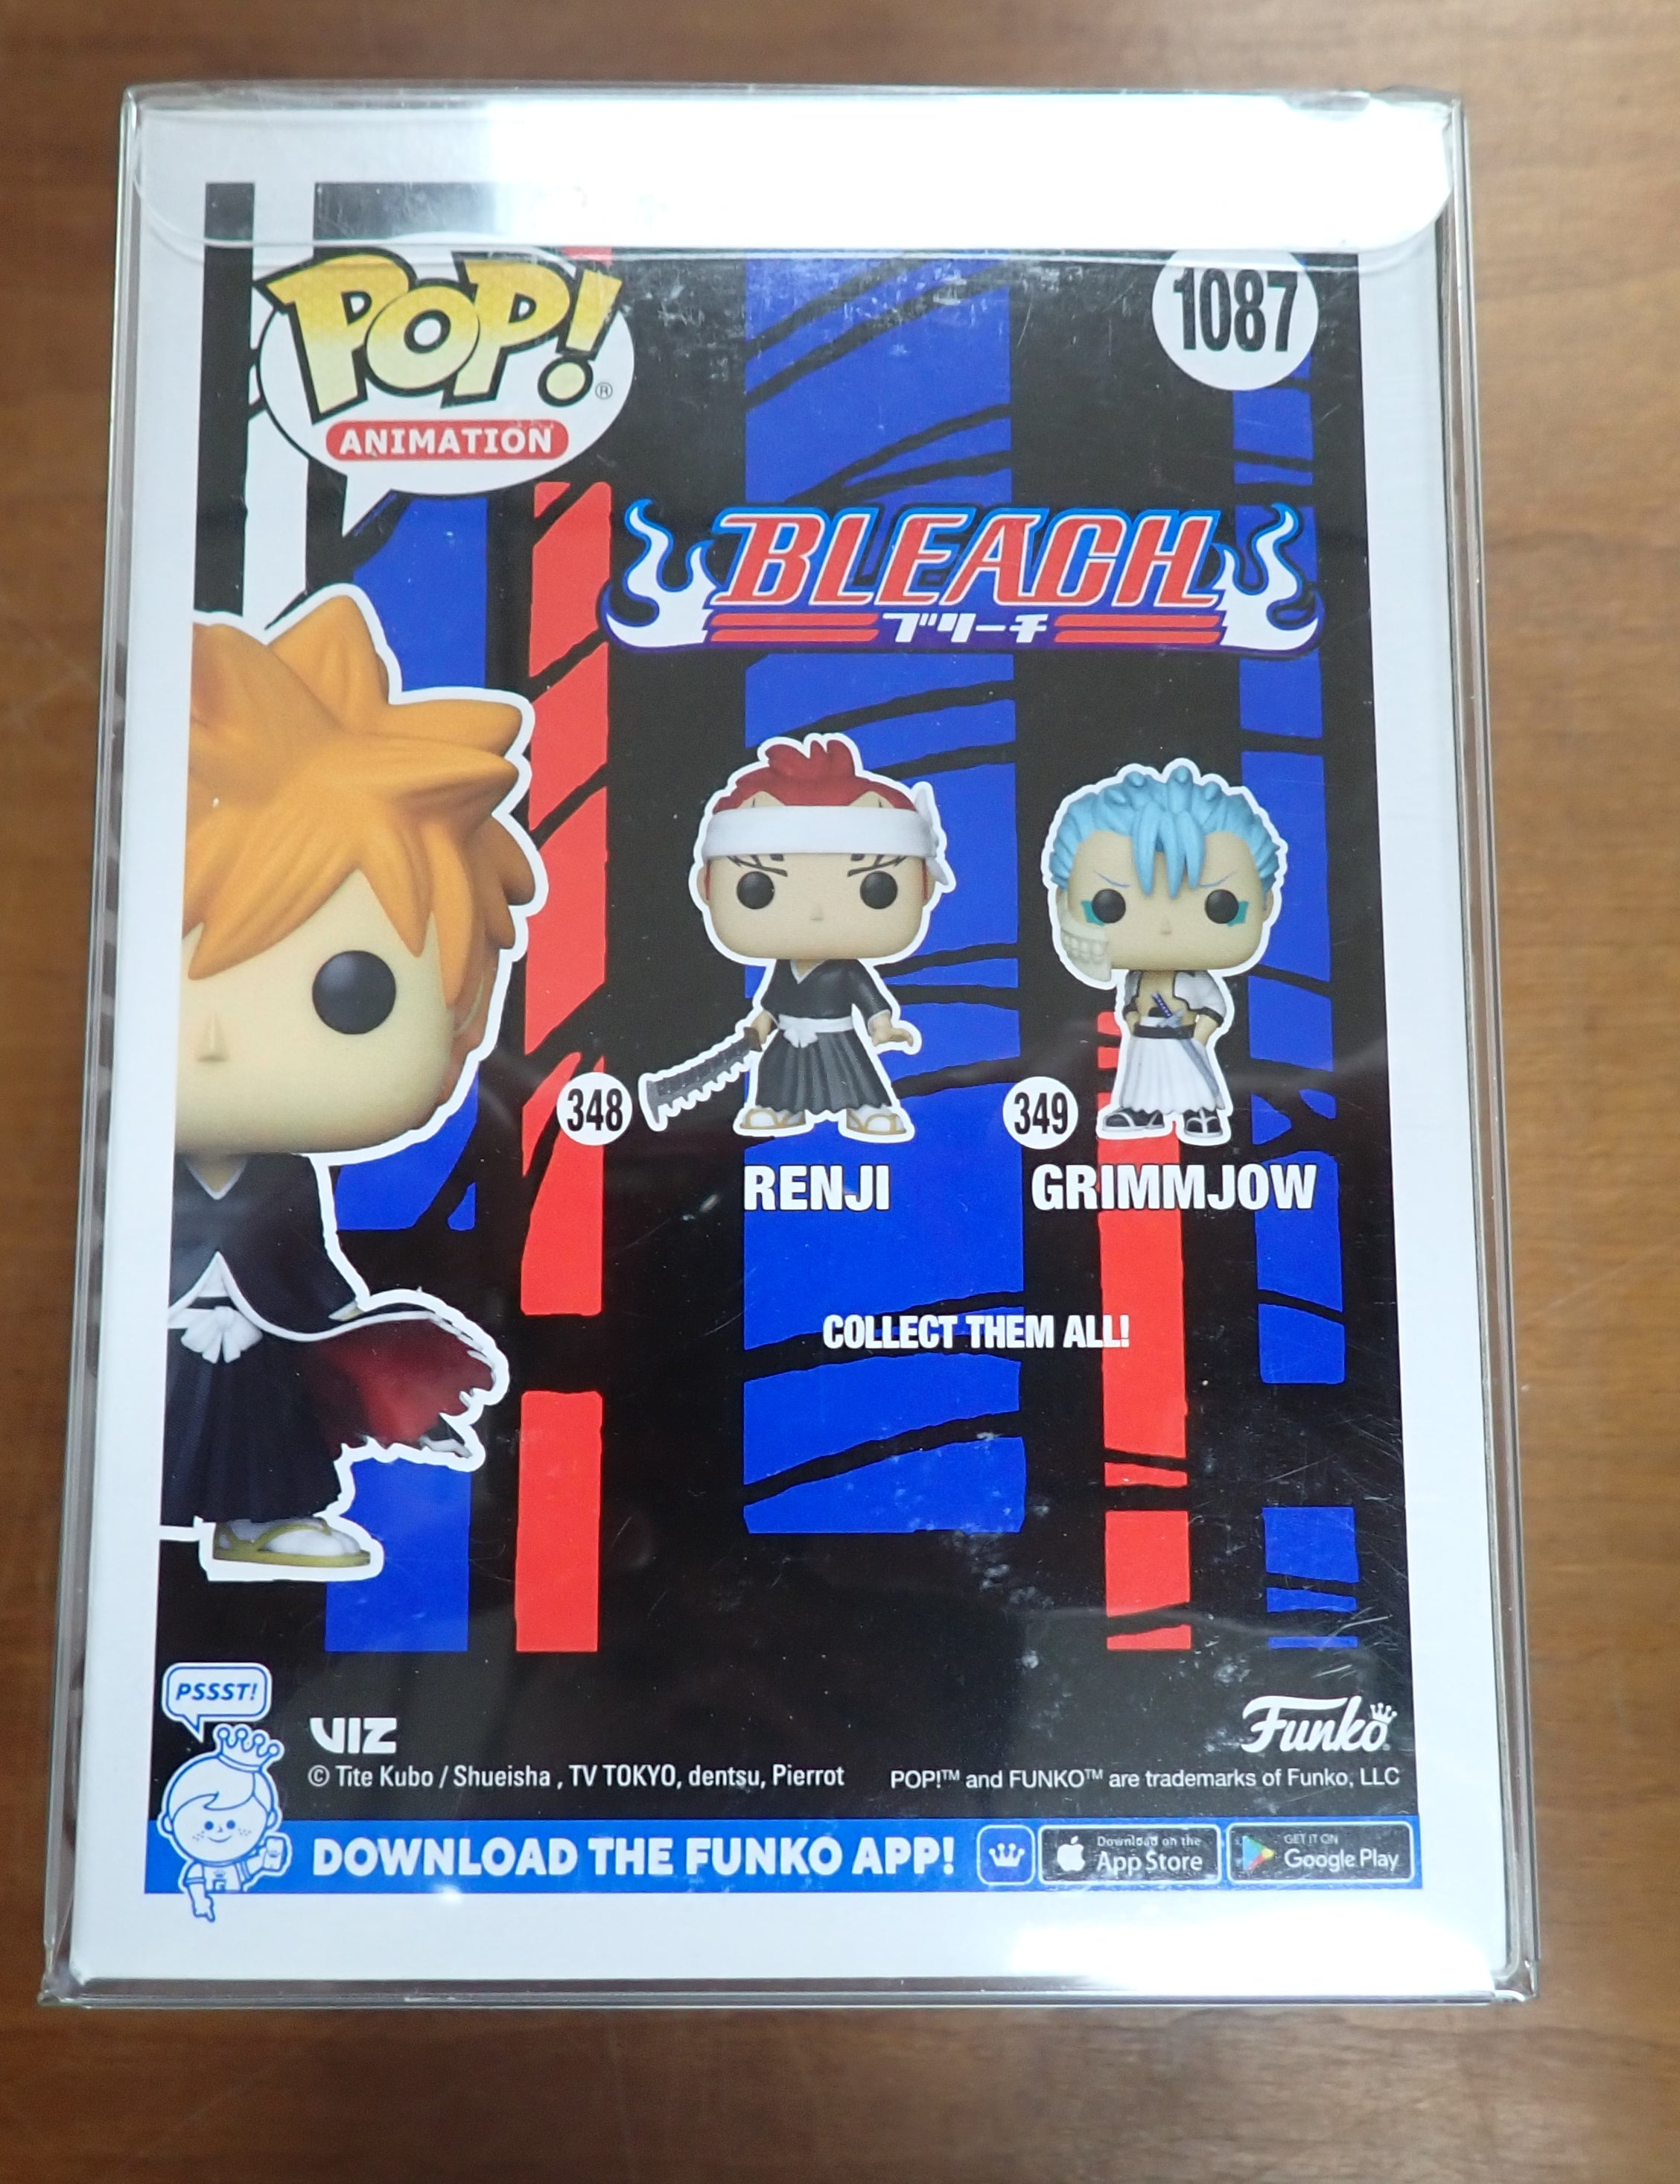 POP!®
ANIMATION
1087
BLEACH
ブリーチ
348
349
RENJI
GRIMMJOW
COLLECT THEM ALL!
PSSST!
VIZ
Funko
© Tite Kubo / Shueisha , TV TOKYO, dentsu, Pierrot
POP!™ and FUNKO™ are trademarks of Funko, LLC
DOWNLOAD THE FUNKO APP!
Download on the
App Store
GET IT ON
Google Play